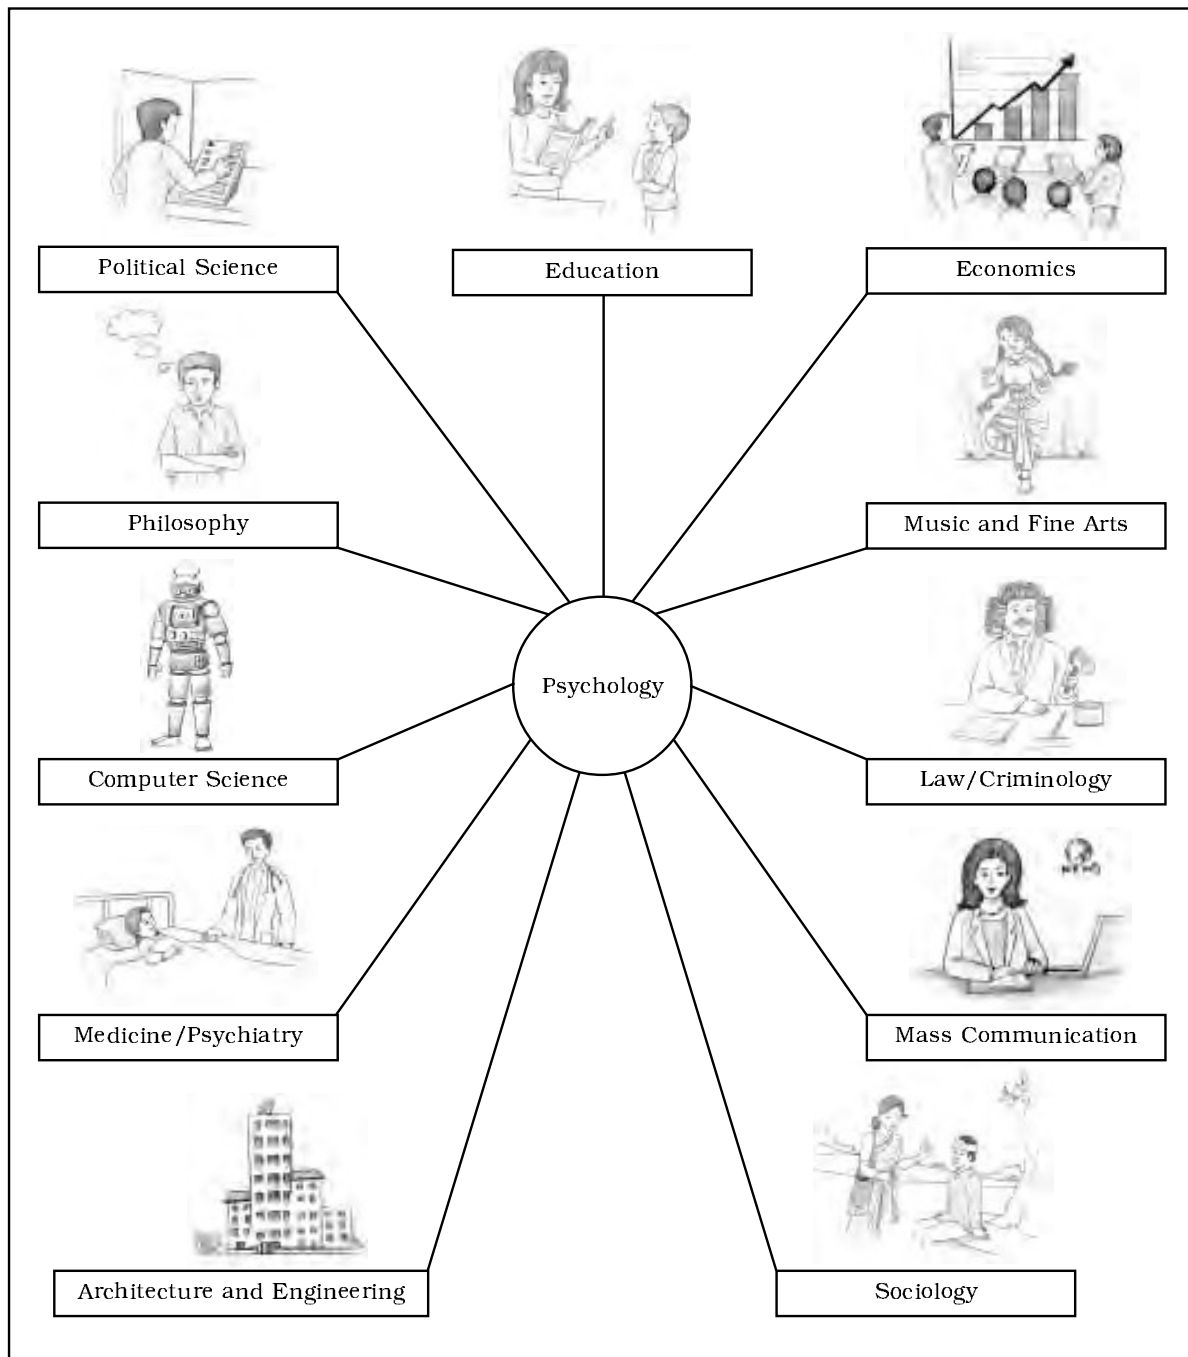 Political Science
Education
Economics
Philosophy
Music and Fine Arts
Psychology
Computer Science
Law/Criminology
NEWS
Medicine/Psychiatry
Mass Communication
Architecture and Engineering
Sociology